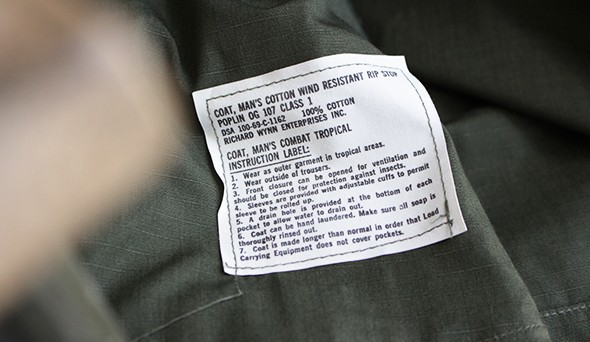 COAT, MAN'S COTTON WIND RESISTANT RIP STOP
POPLIN OG 107 CLASS 1
DSA 100-69-C-1162 100% COTTON
RICHARD WYNN ENTERPRISES INC.
COAT, MAN'S COMBAT TROPICAL
INSTRUCTION LABEL:
1. Wear as outer garment in tropical areas.
2. Wear outside of trousers.
3. Front closure can be opened for ventilation and
should be closed for protection against insects.
4. Sleeves are provided with adjustable cuffs to permit
sleeve to be rolled up.
5. A drain hole is provided at the bottom of each
pocket to allow water to drain out.
6. Coat can be hand laundered. Make sure all soap is
thoroughly rinsed out.
7. Coat is made longer than normal in order that Load
Carrying Equipment does not cover pockets.